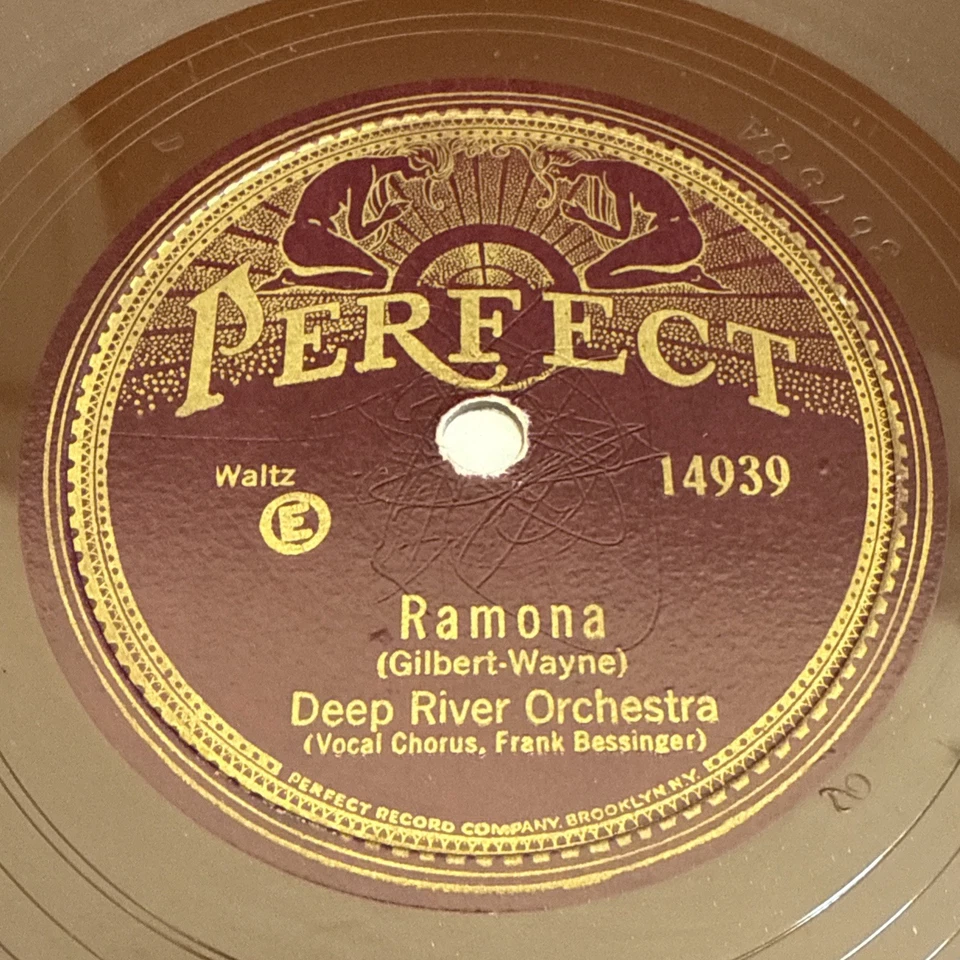 PERFECT
Waltz
E
14939
Ramona
(Gilbert-Wayne)
Deep River Orchestra
(Vocal Chorus, Frank Bessinger)
PERFECT RECORD COMPANY, BROOKLYN, N.Y.